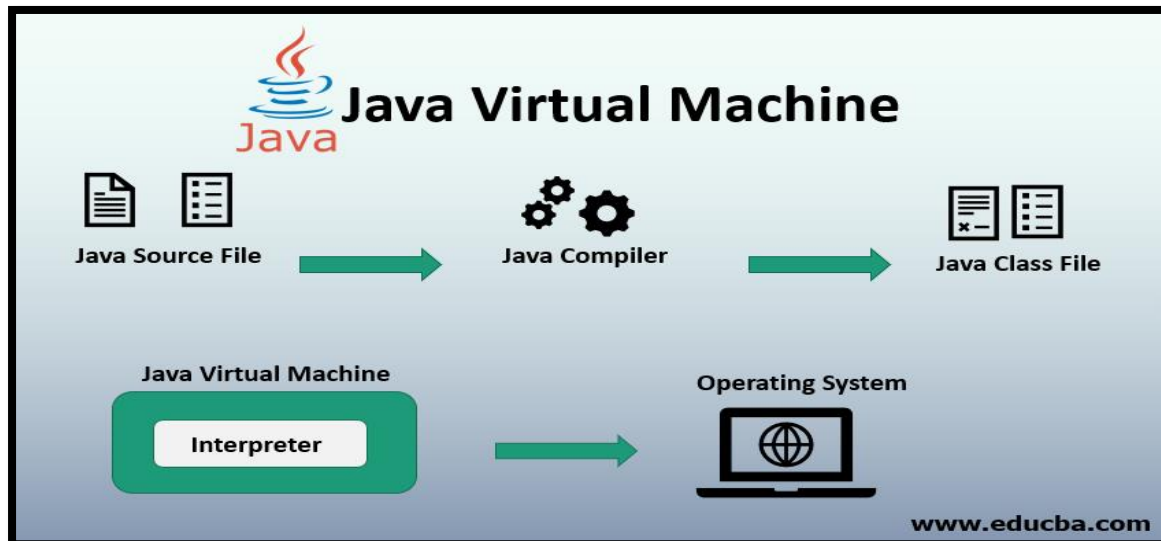 Java
Java Virtual Machine
Java Source File
Java Compiler
Java Class File
Java Virtual Machine
Interpreter
Operating System
www.educba.com